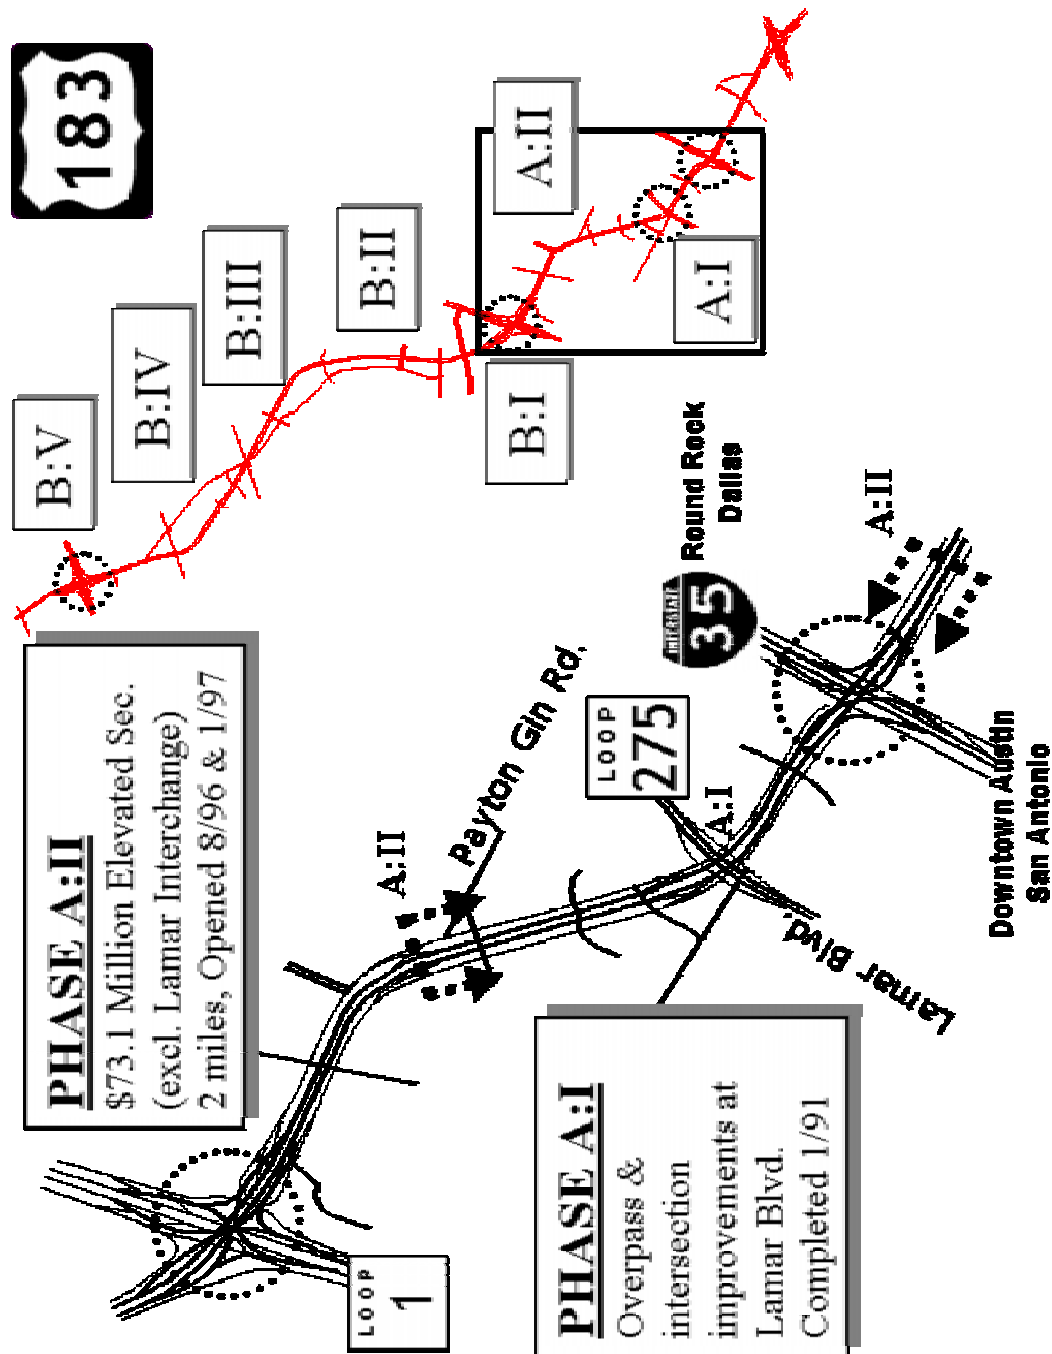 183
B:V
B:IV
B:III
B:II
B:I
A:II
A:I
PHASE A:II
$73.1 Million Elevated Sec.
(excl. Lamar Interchange)
2 miles, Opened 8/96 & 1/97
LOOP
1
A:II
Payton Gin Rd.
LOOP
275
A:I
Lamar Blvd.
INTERSTATE
35
Round Rock
Dallas
A:II
Downtown Austin
San Antonio
PHASE A:I
Overpass &
intersection
improvements at
Lamar Blvd.
Completed 1/91